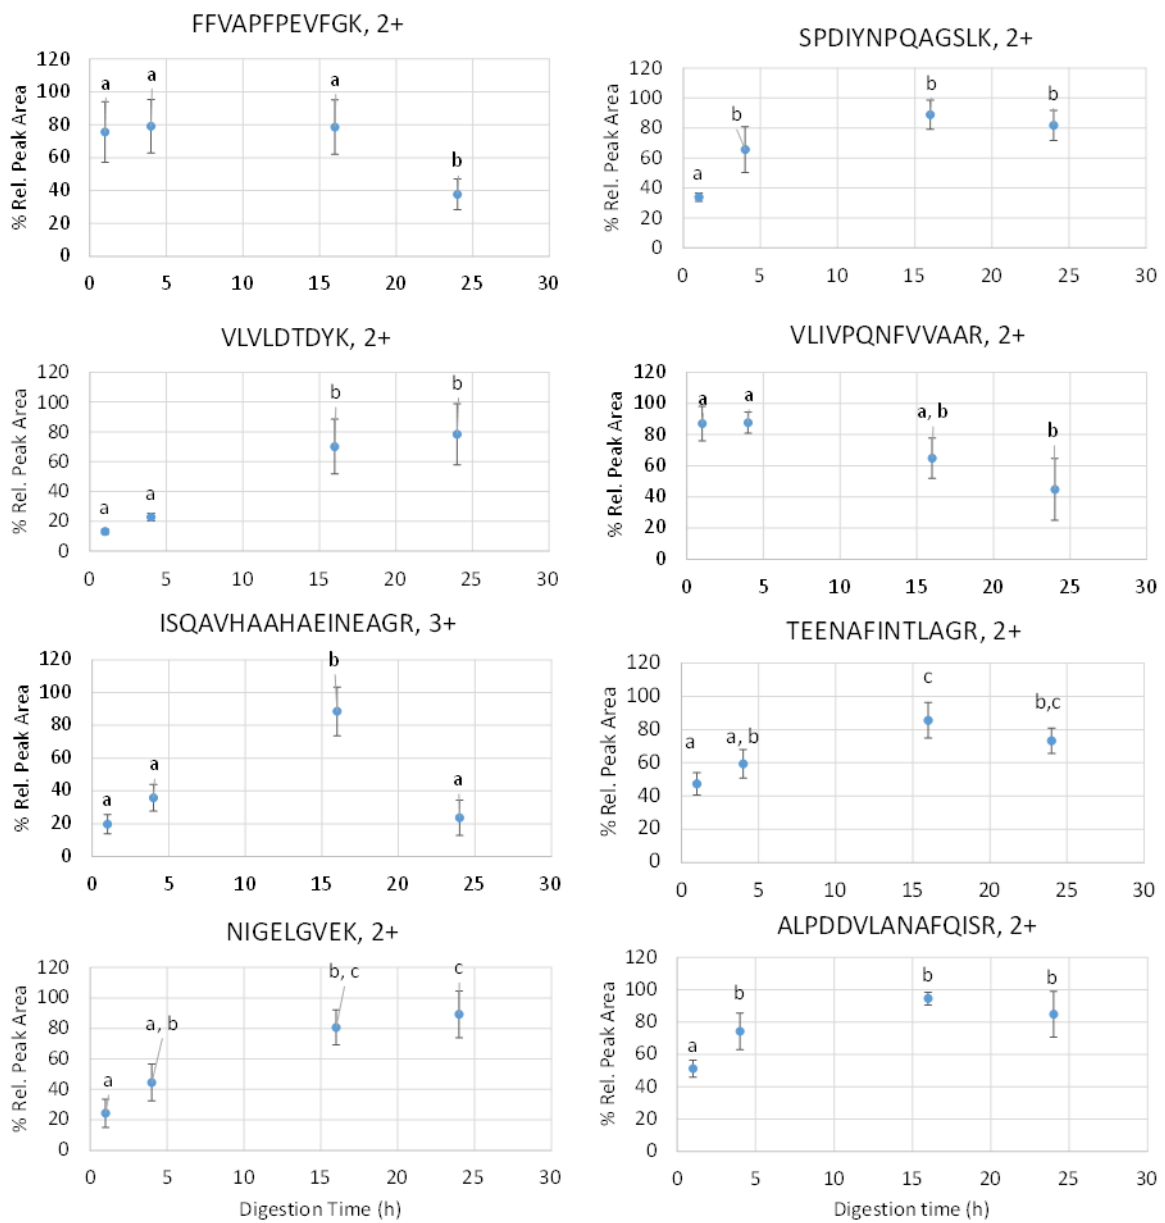 FFVAPFPEVFGK, 2+
% Rel. Peak Area
120
100
80
60
40
20
0
a
a
a
b
0 5 10 15 20 25 30
SPDIYNPQAGSLK, 2+
% Rel. Peak Area
120
100
80
60
40
20
0
a
b
b
b
0 5 10 15 20 25 30
VLVLDTDYK, 2+
% Rel. Peak Area
120
100
80
60
40
20
0
a
a
b
b
0 5 10 15 20 25 30
VLIVPQNFVVAAR, 2+
% Rel. Peak Area
120
100
80
60
40
20
0
a
a
a, b
b
0 5 10 15 20 25 30
ISQAVHAAHAEINEAGR, 3+
% Rel. Peak Area
120
100
80
60
40
20
0
a
a
b
a
0 5 10 15 20 25 30
TEENAFINTLAGR, 2+
% Rel. Peak Area
120
100
80
60
40
20
0
a
a, b
c
b,c
0 5 10 15 20 25 30
NIGELGVEK, 2+
% Rel. Peak Area
120
100
80
60
40
20
0
a
a, b
b, c
c
0 5 10 15 20 25 30
Digestion Time (h)
ALPDDVLANAFQISR, 2+
% Rel. Peak Area
120
100
80
60
40
20
0
a
b
b
b
0 5 10 15 20 25 30
Digestion time (h)